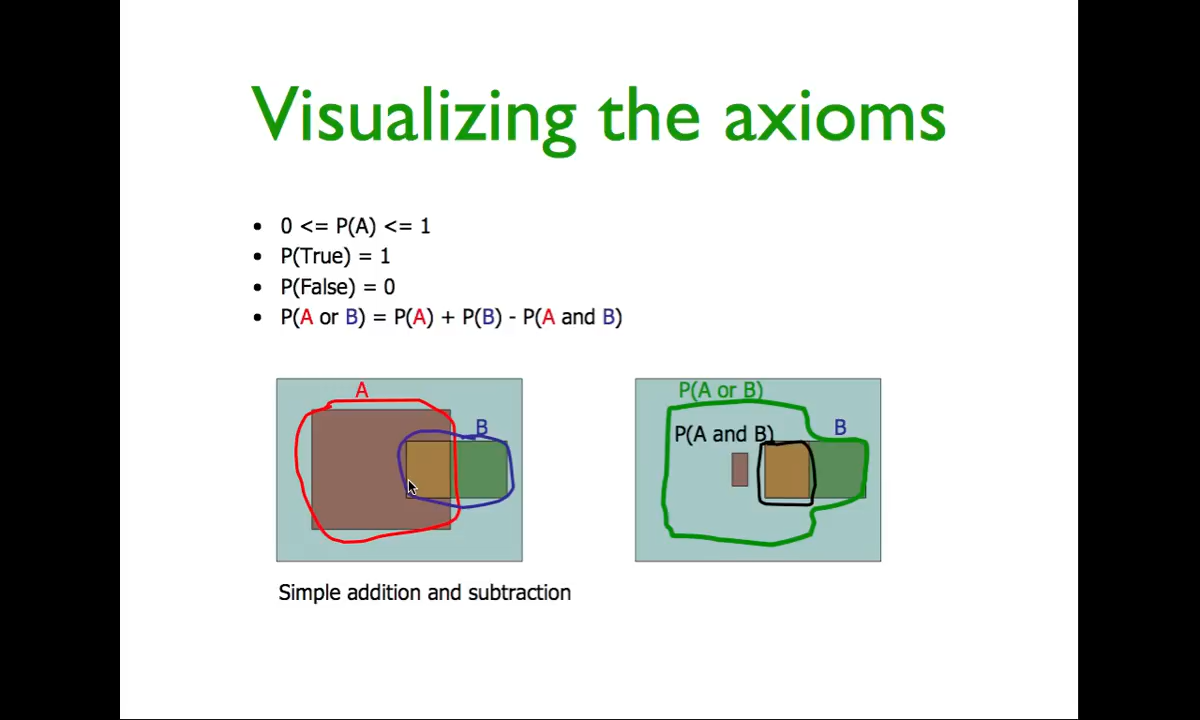 Visualizing the axioms
• 0 <= P(A) <= 1
• P(True) = 1
• P(False) = 0
• P(A or B) = P(A) + P(B) - P(A and B)
A
B
P(A or B)
P(A and B)
B
Simple addition and subtraction